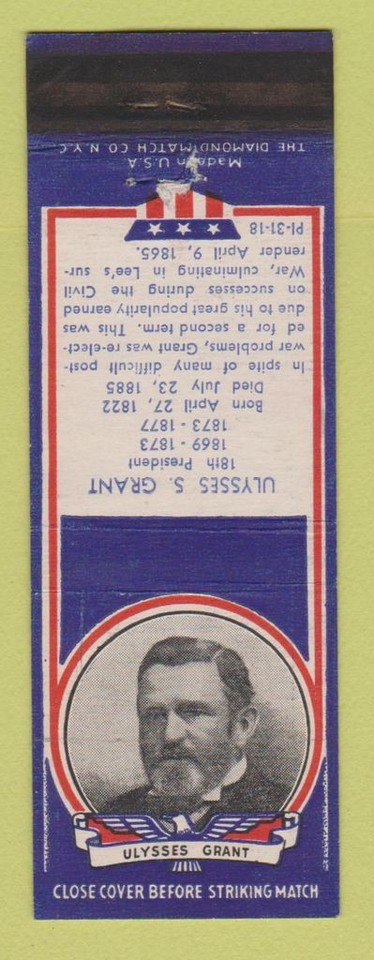 ULYSSES S. GRANT
18th President
1869 - 1873
1873 - 1877
Born April 27, 1822
Died July 23, 1885
In spite of many difficult post-
war problems, Grant, was re-elect-
ed for a second term. This was
due to his great popularity earned
on successes during the Civil
War, culminating in Lee's sur-
render April 9, 1865.
PI-31-18
THE DIAMOND MATCH CO. N.Y.C.
Made in U.S.A.
ULYSSES GRANT
CLOSE COVER BEFORE STRIKING MATCH